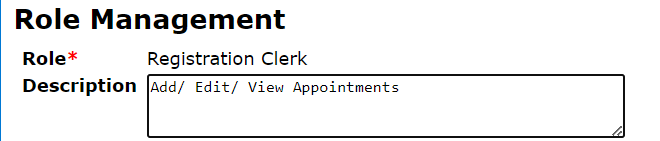 Role Management
Role* Registration Clerk
Description Add/ Edit/ View Appointments